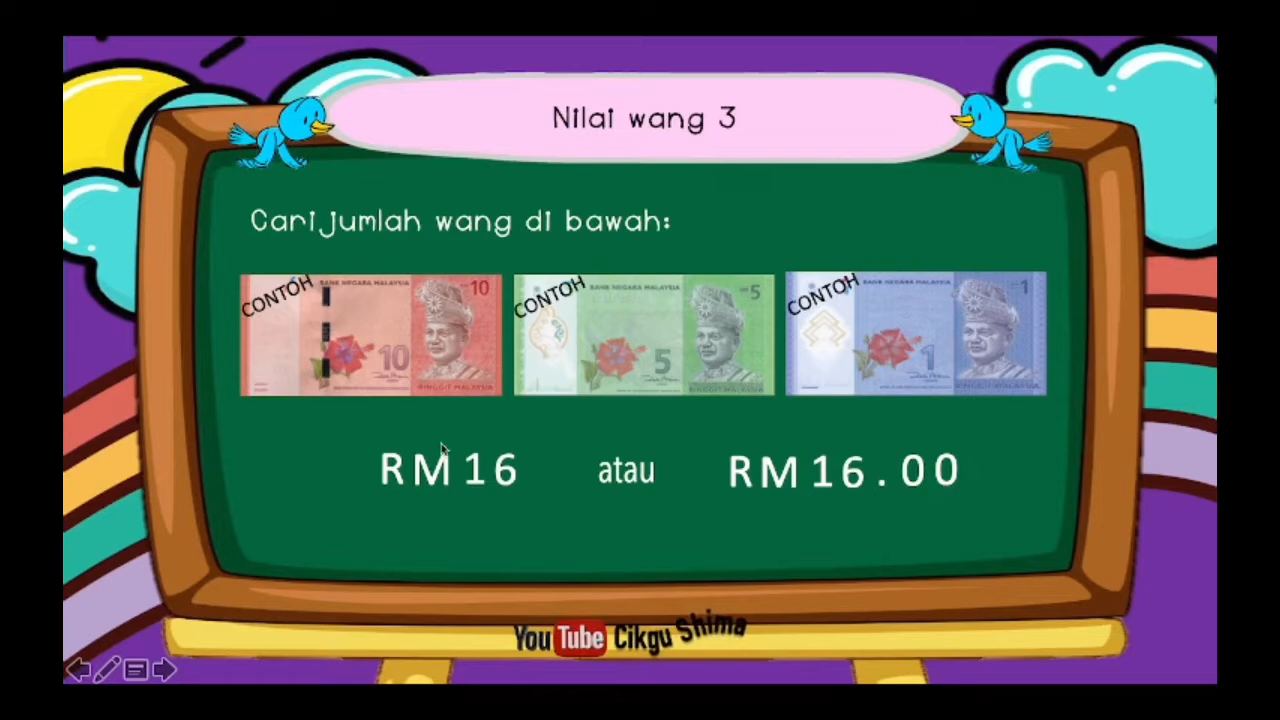 Nilai wang 3
Cari jumlah wang di bawah:
CONTOH
BANK NEGARA MALAYSIA
10
10
RINGGIT MALAYSIA
CONTOH
BANK NEGARA MALAYSIA
5
5
RINGGIT MALAYSIA
CONTOH
BANK NEGARA MALAYSIA
1
1
RINGGIT MALAYSIA
RM16 atau RM16.00
YouTube Cikgu Shima